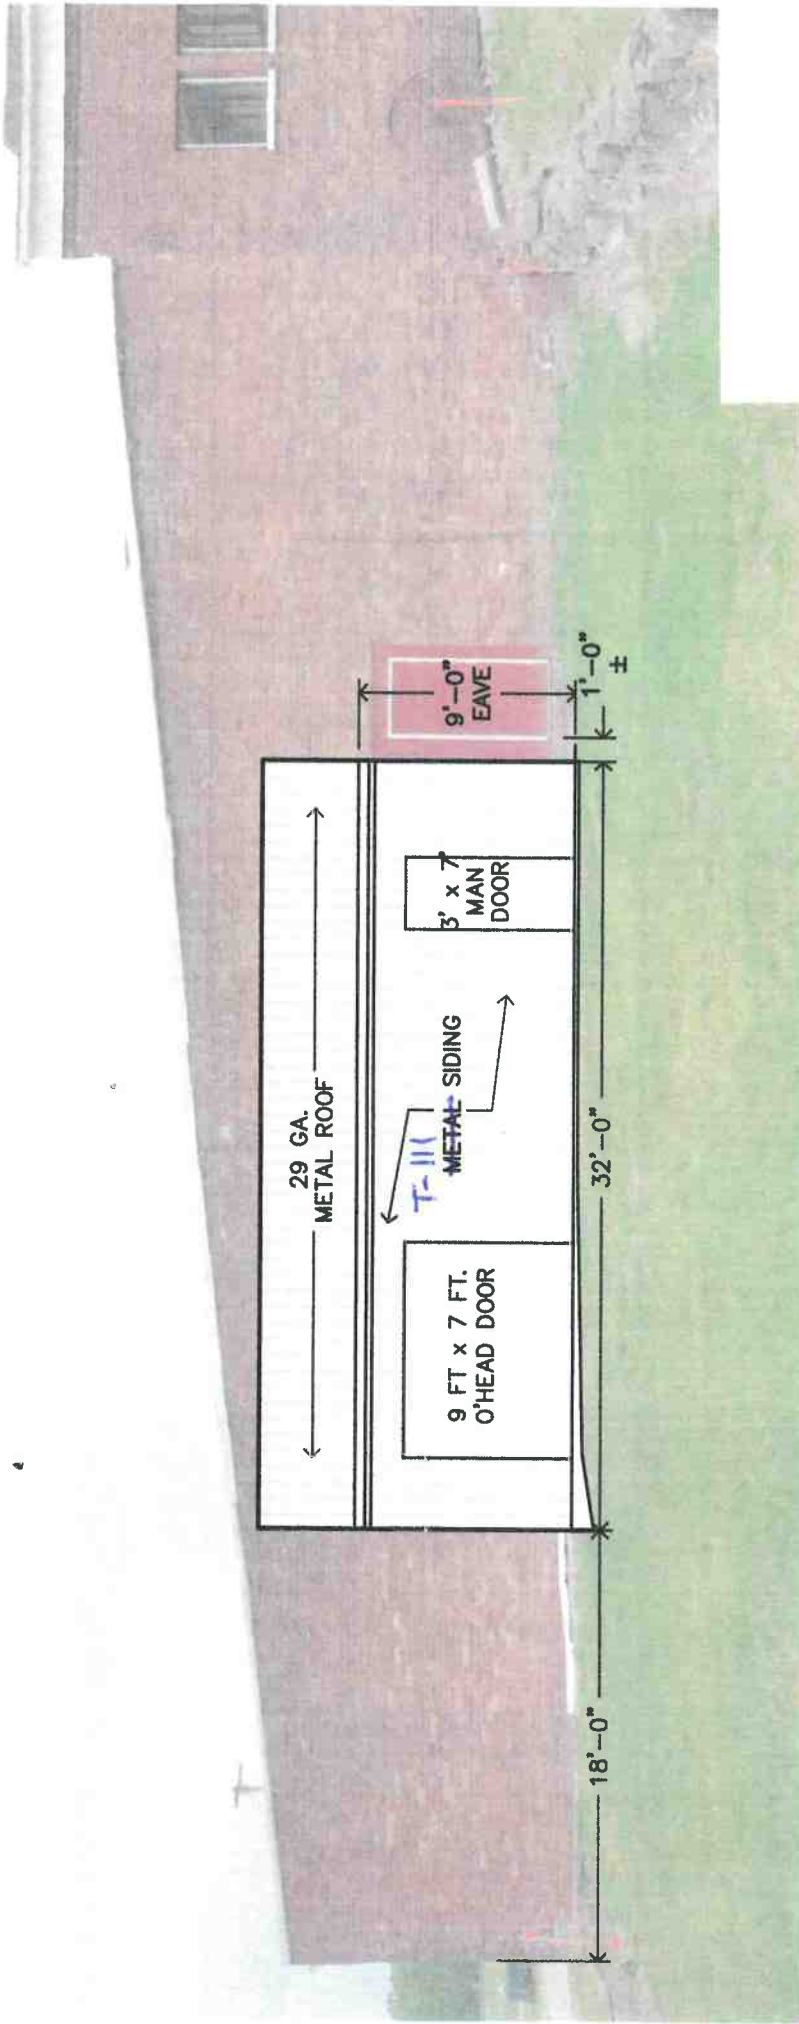 29 GA.
METAL ROOF
9'-0"
EAVE
1'-0"
±
3' x 7'
MAN
DOOR
T-11(
METAL SIDING
9 FT x 7 FT.
O'HEAD DOOR
32'-0"
18'-0"